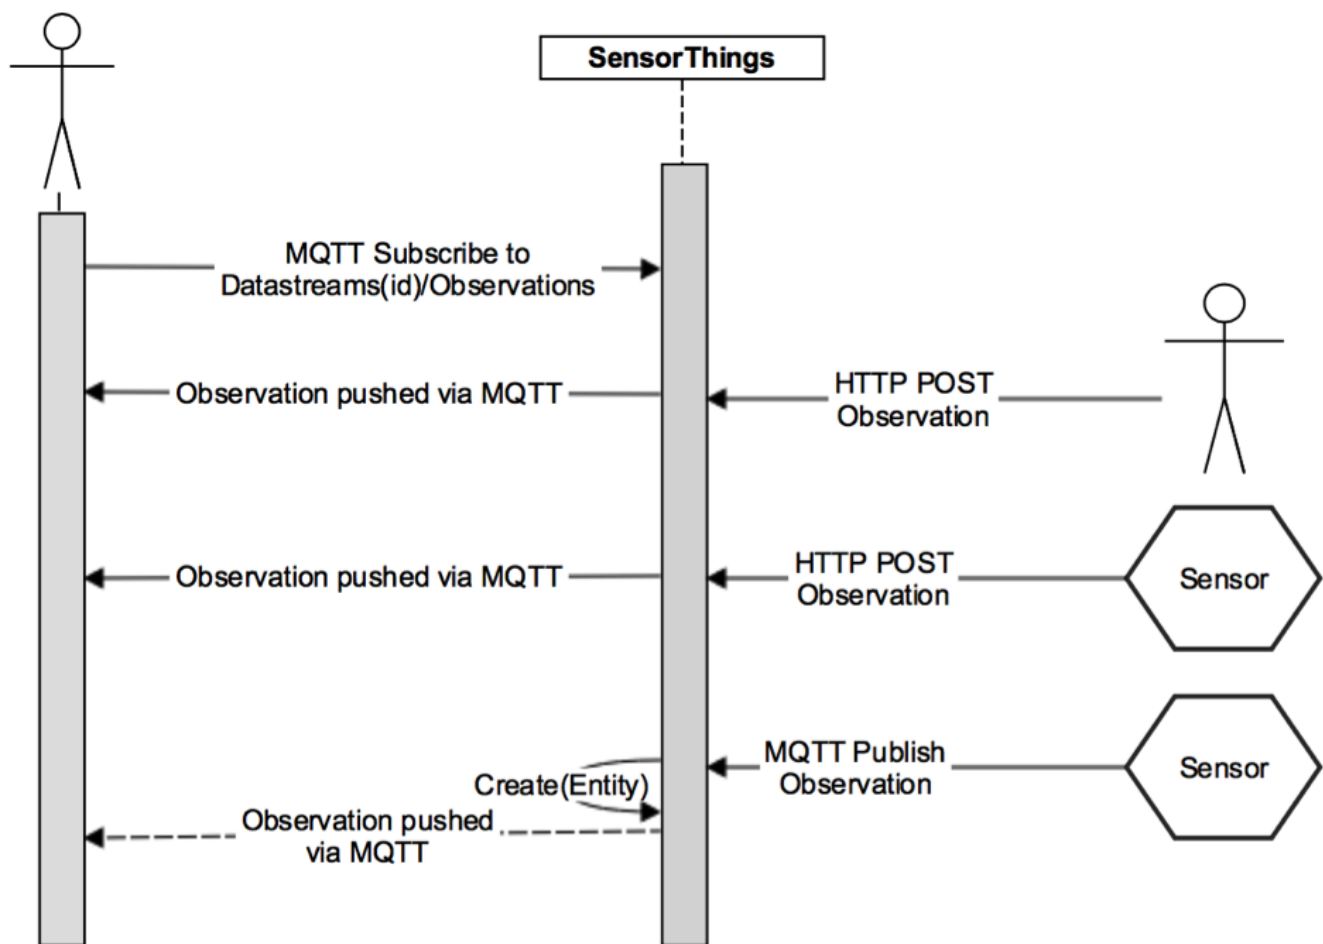 SensorThings
MQTT Subscribe to
Datastreams(id)/Observations
Observation pushed via MQTT
HTTP POST
Observation
Observation pushed via MQTT
HTTP POST
Observation
Sensor
MQTT Publish
Observation
Sensor
Create(Entity)
Observation pushed
via MQTT